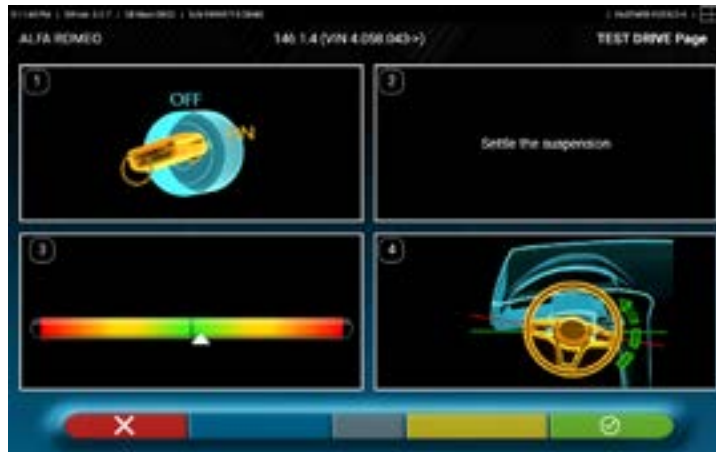 ALFA ROMEO
146 1.4 (VIN 4.058.043->)
TEST DRIVE Page
1
OFF
ON
2
Settle the suspension
3
4